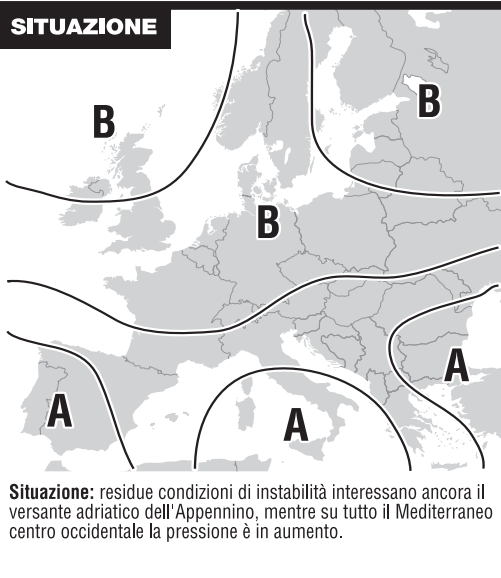 SITUAZIONE
B
B
B
A
A
A
Situazione: residue condizioni di instabilità interessano ancora il
versante adriatico dell'Appennino, mentre su tutto il Mediterraneo
centro occidentale la pressione è in aumento.